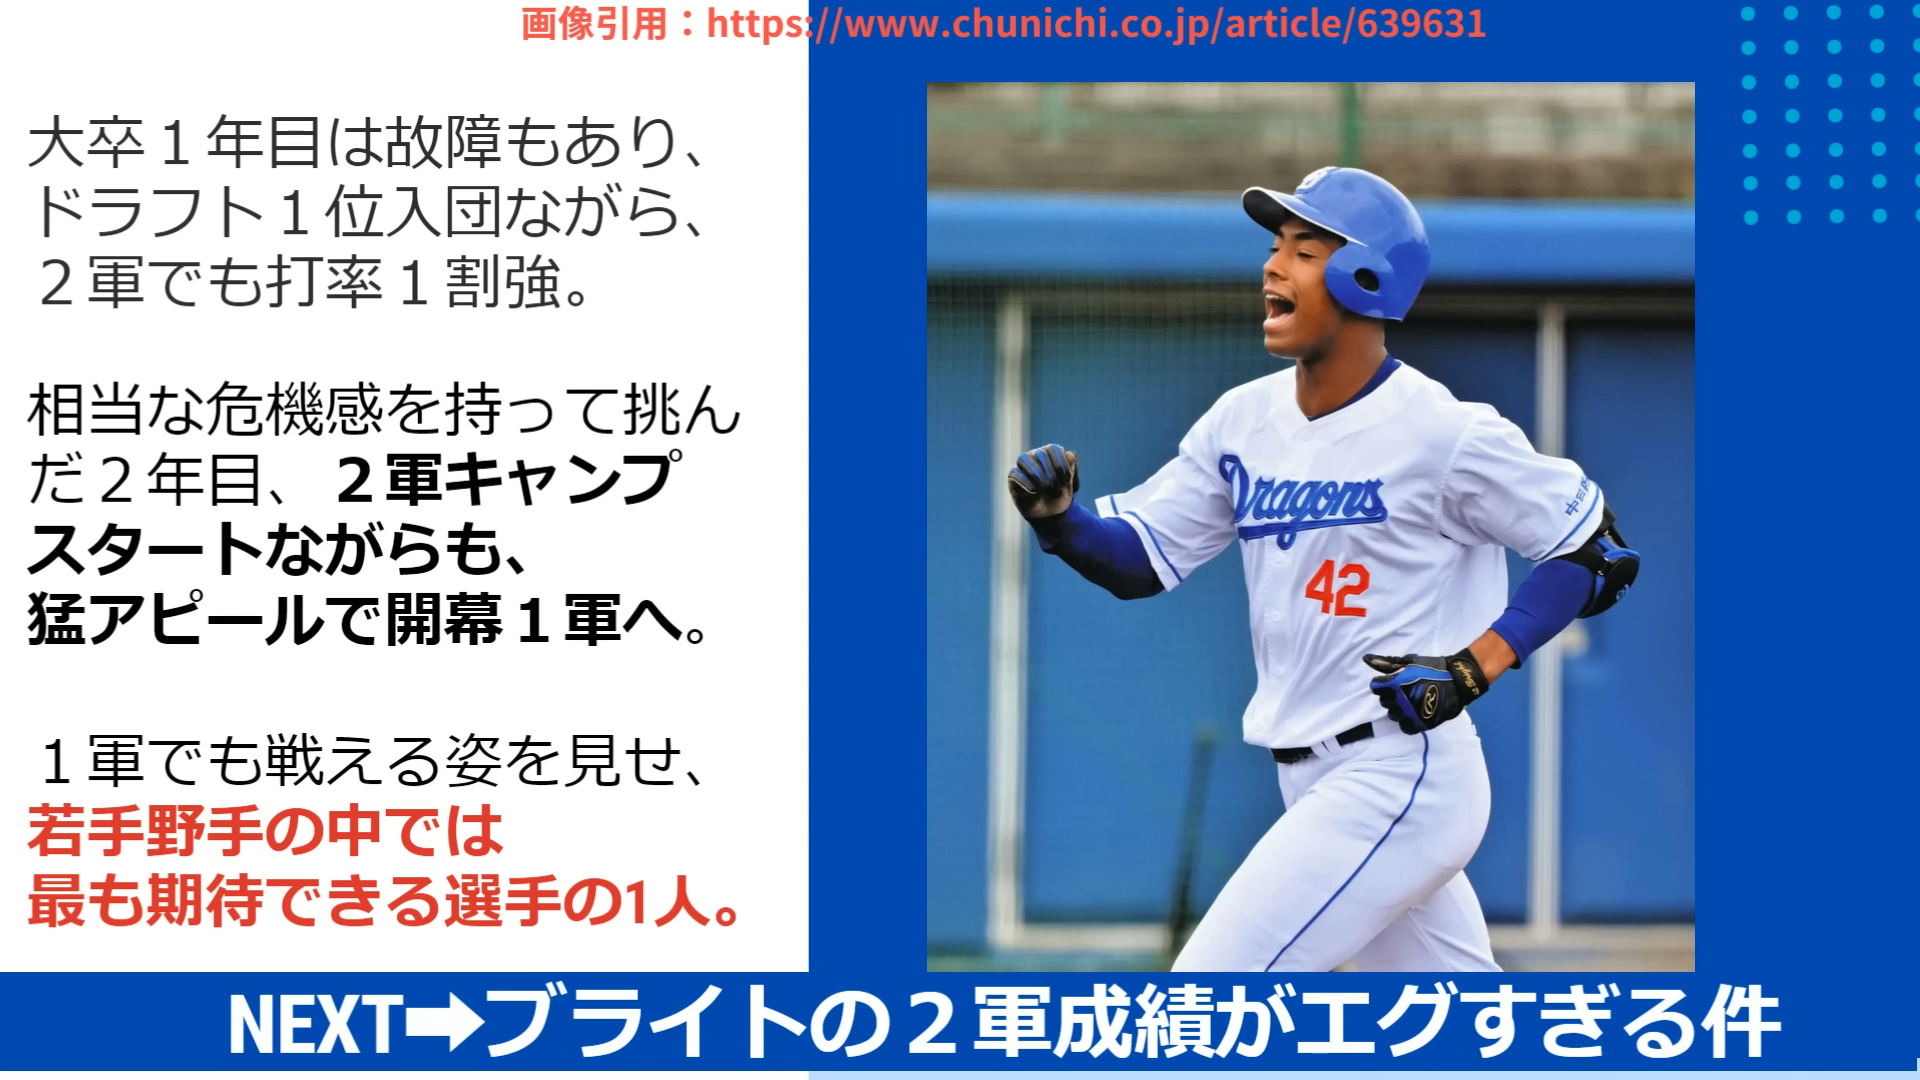 画像引用：https://www.chunichi.co.jp/article/639631
大卒１年目は故障もあり、
ドラフト１位入団ながら、
２軍でも打率１割強。
相当な危機感を持って挑ん
だ２年目、２軍キャンプ
スタートながらも、
猛アピールで開幕１軍へ。
１軍でも戦える姿を見せ、
若手野手の中では
最も期待できる選手の1人。
Dragons
42
NEXT➡ブライトの２軍成績がエグすぎる件